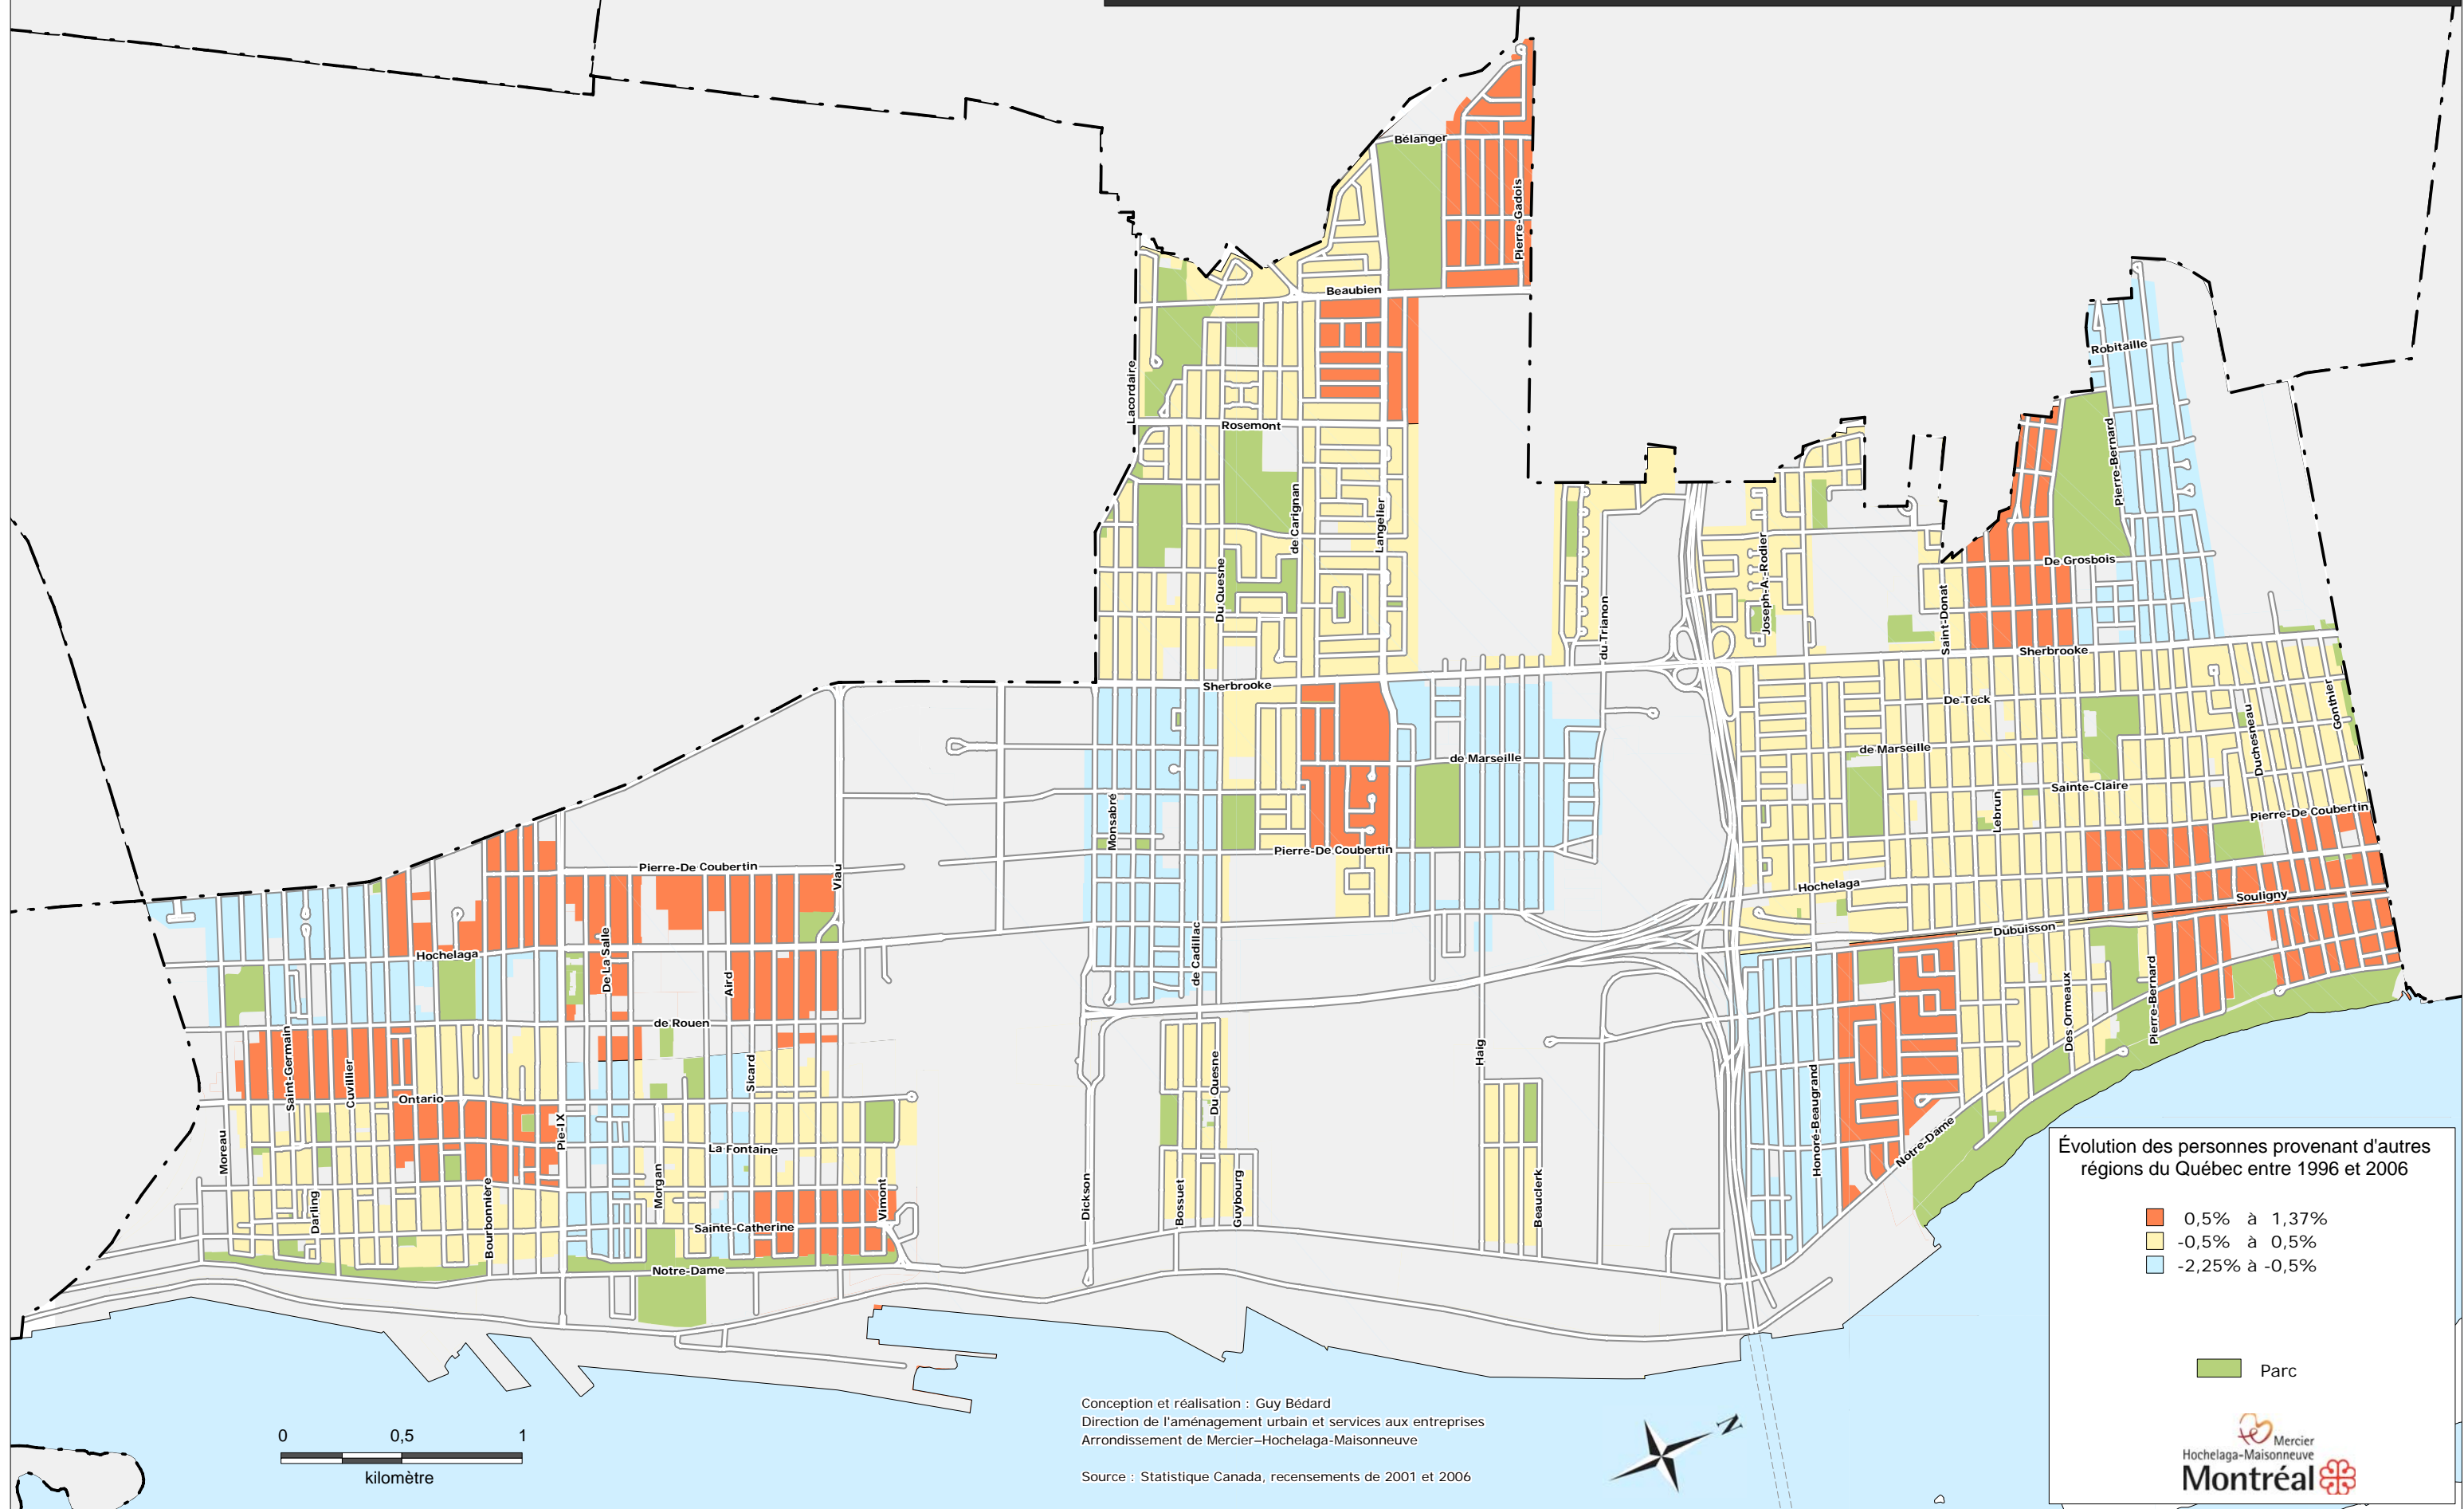 Bélanger
Pierre-Gadois
Beaubien
Lacordaire
Rosemont
de Carignan
Langelier
Du Quesne
Sherbrooke
du Trianon
Joseph-A.-Rodier
Saint-Donat
Robitaille
Pierre-Bernard
De Grosbois
Sherbrooke
De Teck
Gonthier
Duchesneau
de Marseille
de Marseille
Sainte-Claire
Lebrun
Pierre-De Coubertin
Monsabré
Pierre-De Coubertin
Pierre-De Coubertin
Viau
Hochelaga
Souligny
Dubuisson
Hochelaga
De La Salle
Aird
de Cadillac
Pierre-Bernard
Des Ormeaux
de Rouen
Saint-Germain
Cuvillier
Sicard
Du Quesne
Haig
Honoré-Beaugrand
Ontario
Pie-IX
La Fontaine
Moreau
Notre-Dame
Morgan
Darling
Bourbonnière
Vimont
Dickson
Bossuet
Guybourg
Beauclerk
Sainte-Catherine
Notre-Dame
Évolution des personnes provenant d'autres
régions du Québec entre 1996 et 2006
0,5% à 1,37%
-0,5% à 0,5%
-2,25% à -0,5%
Parc
Mercier
Hochelaga-Maisonneuve
Montréal
0 0,5 1
kilomètre
Conception et réalisation : Guy Bédard
Direction de l'aménagement urbain et services aux entreprises
Arrondissement de Mercier–Hochelaga-Maisonneuve
Source : Statistique Canada, recensements de 2001 et 2006
N